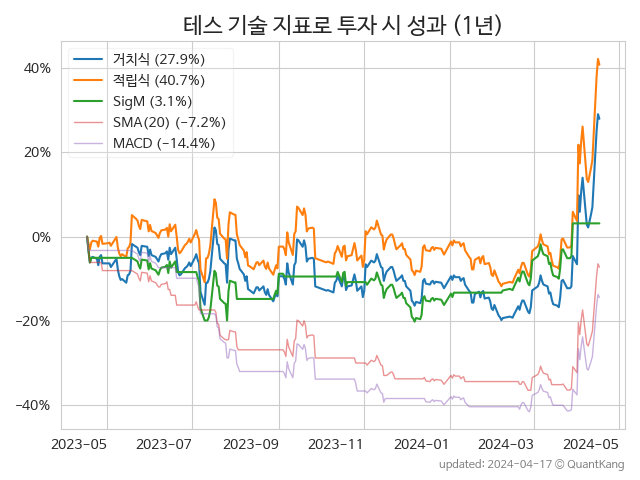 테스 기술 지표로 투자 시 성과 (1년)
거치식 (27.9%)
적립식 (40.7%)
SigM (3.1%)
SMA(20) (−7.2%)
MACD (−14.4%)
40%
20%
0%
−20%
−40%
2023-05 2023-07 2023-09 2023-11 2024-01 2024-03 2024-05
updated: 2024-04-17 © QuantKang